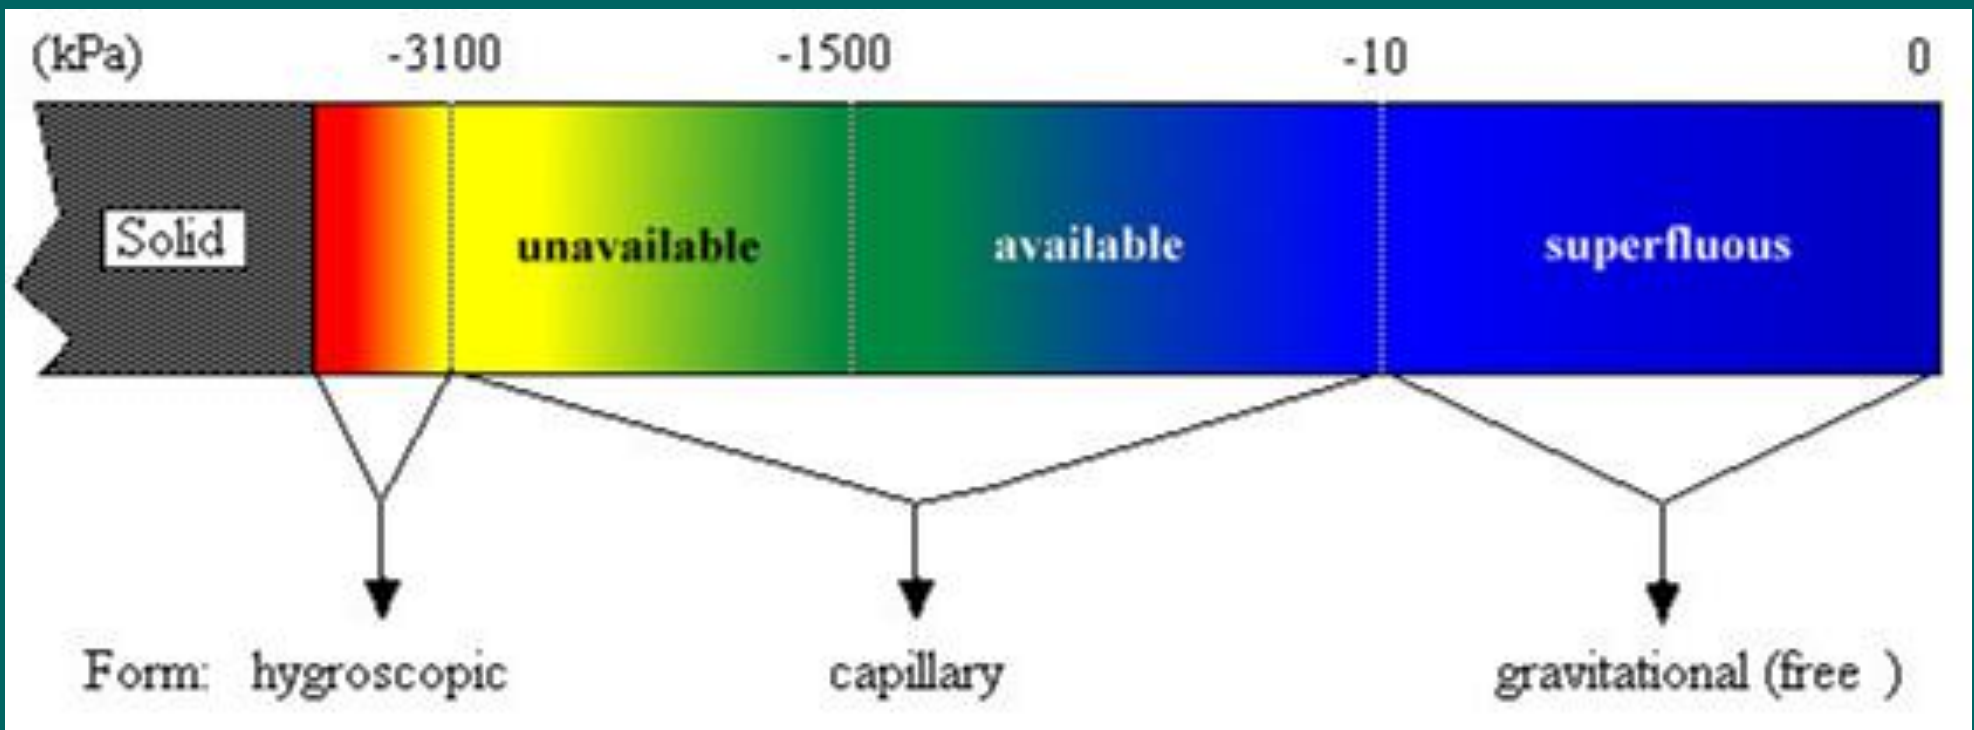 (kPa) -3100 -1500 -10 0
Solid unavailable available superfluous
Form: hygroscopic capillary gravitational (free )